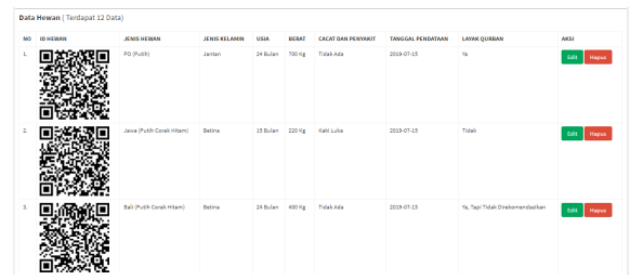 Data Hewan ( Terdapat 12 Data)
NO ID HEWAN JENIS HEWAN JENIS KELAMIN USIA BERAT CACAT DAN PENYAKIT TANGGAL PENDATAAN LAYAK QURBAN AKSI
1. PO (Putih) Jantan 24 Bulan 700 Kg Tidak Ada 2019-07-15 Ya Edit Hapus
2. Jawa (Putih Corak Hitam) Betina 15 Bulan 220 Kg Kaki Luka 2019-07-15 Tidak Edit Hapus
3. Bali (Putih Corak Hitam) Betina 24 Bulan 400 Kg Tidak Ada 2019-07-15 Ya, Tapi Tidak Direkomendasikan Edit Hapus